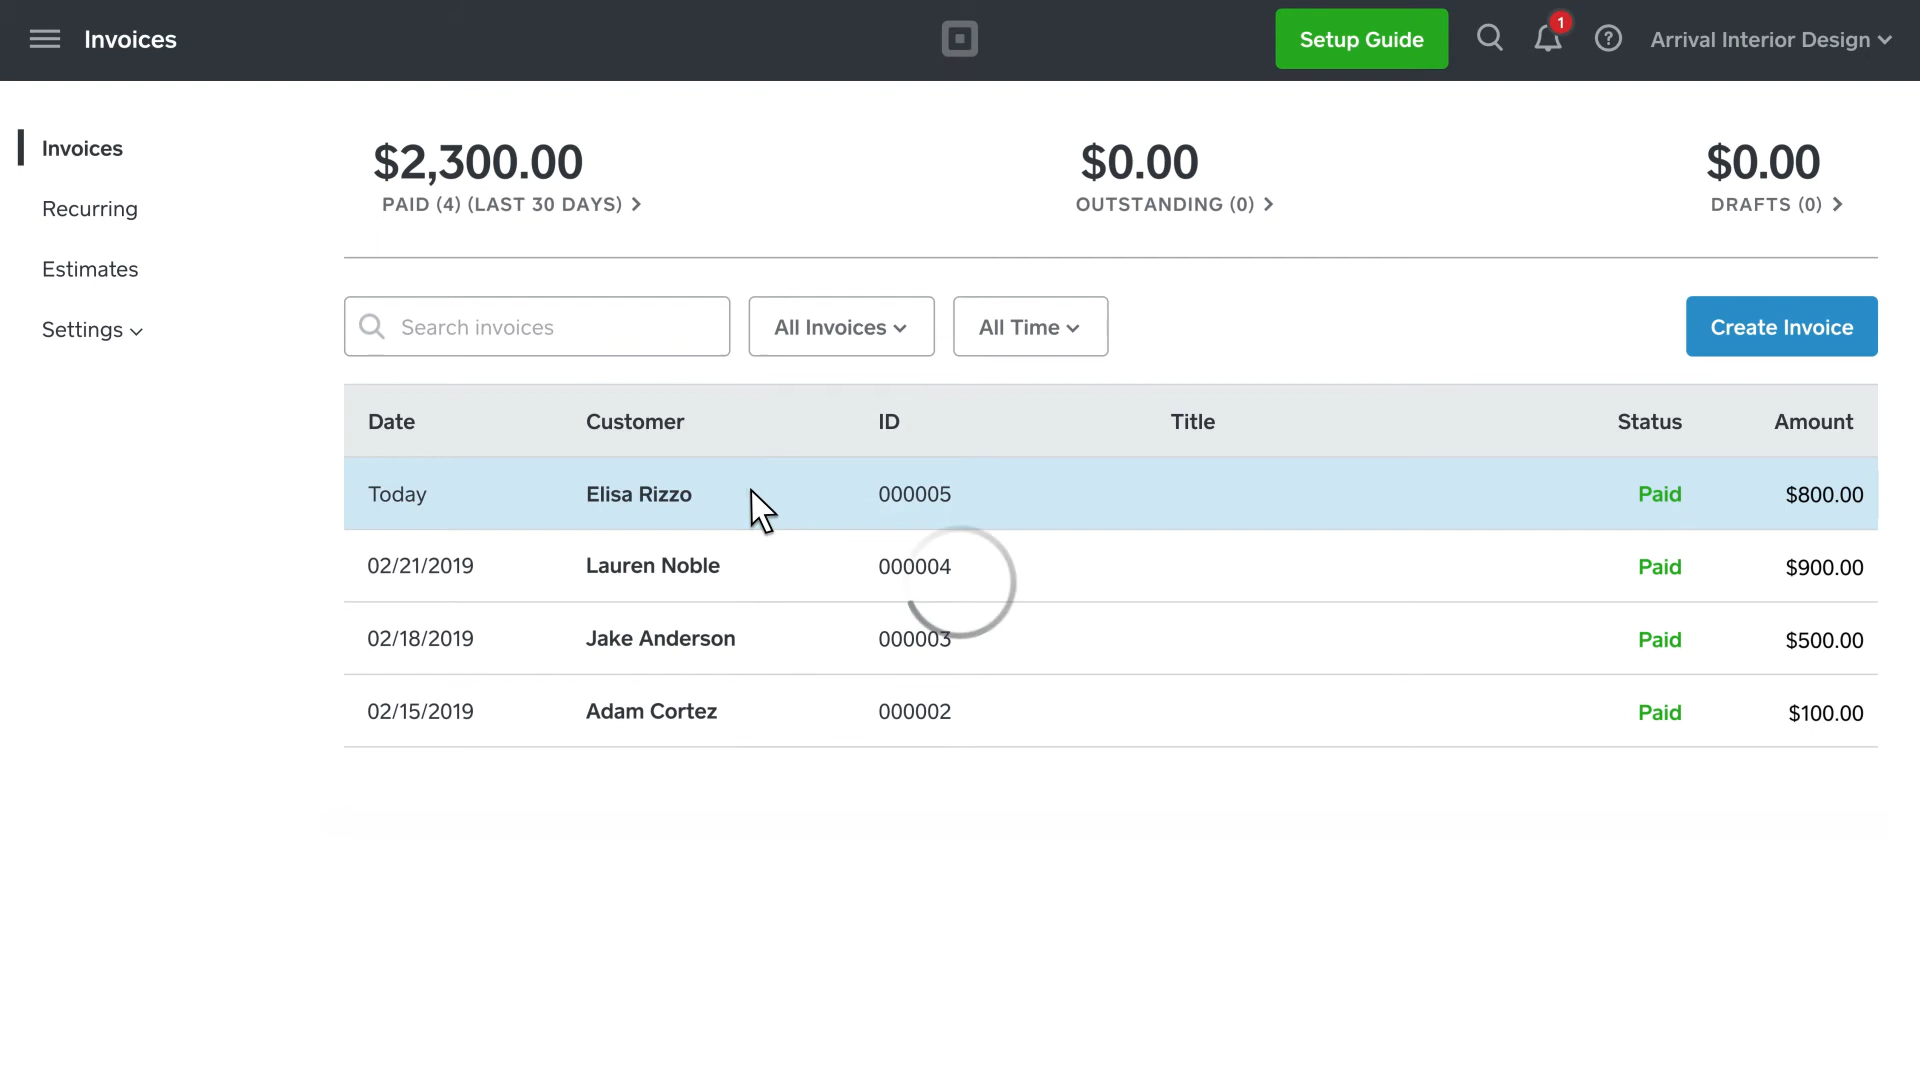 Invoices
Setup Guide
1
?
Arrival Interior Design
Invoices
Recurring
Estimates
Settings
$2,300.00
PAID (4) (LAST 30 DAYS)
$0.00
OUTSTANDING (0)
$0.00
DRAFTS (0)
Search invoices
All Invoices
All Time
Create Invoice
Date Customer ID Title Status Amount
Today Elisa Rizzo 000005 Paid $800.00
02/21/2019 Lauren Noble 000004 Paid $900.00
02/18/2019 Jake Anderson 000003 Paid $500.00
02/15/2019 Adam Cortez 000002 Paid $100.00